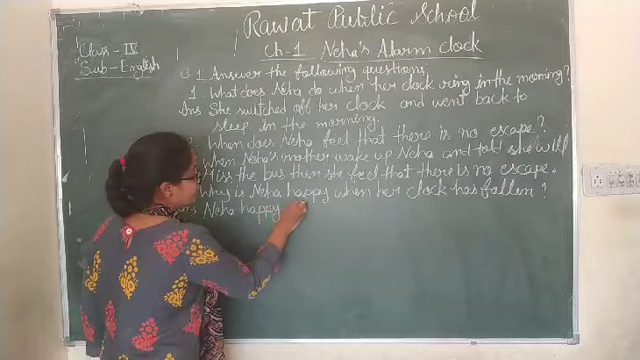 Rawat Public School
Class - IV
Sub - English
Ch-1 Neha's Alarm clock
Q 1. Answer the following questions:
1. What does Neha do when her clock ring in the morning?
Ans She switched off her clock and went back to
sleep in the morning.
When does Neha feel that there is no escape?
When Neha's mother wake up Neha and told she will
Miss the bus then she feel that there is no escape.
Why is Neha happy when her clock has fallen?
Neha happy